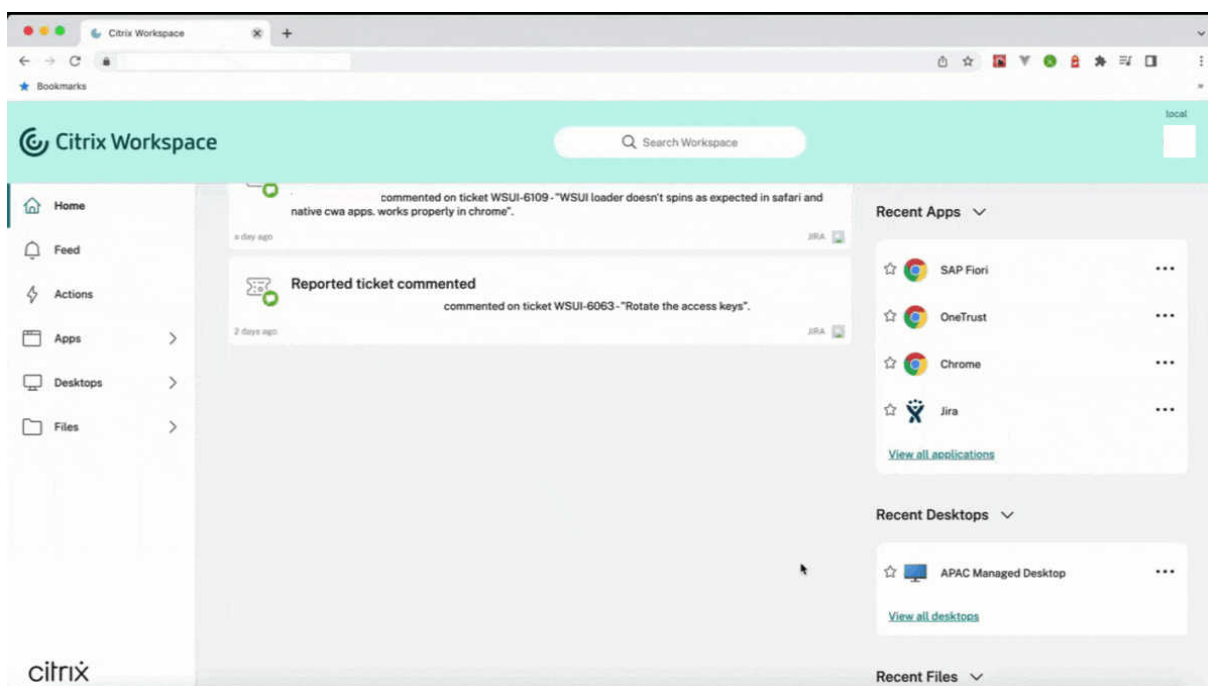 Citrix Workspace
Bookmarks
local
Citrix Workspace
Search Workspace
Home
Feed
Actions
Apps
Desktops
Files
citrix
commented on ticket WSUI-6109-"WSUI loader doesn't spins as expected in safari and
native cwa apps. works properly in chrome".
a day ago
JIRA
Reported ticket commented
commented on ticket WSUI-6063-"Rotate the access keys".
2 days ago
JIRA
Recent Apps
SAP Fiori
OneTrust
Chrome
Jira
View all applications
Recent Desktops
APAC Managed Desktop
View all desktops
Recent Files